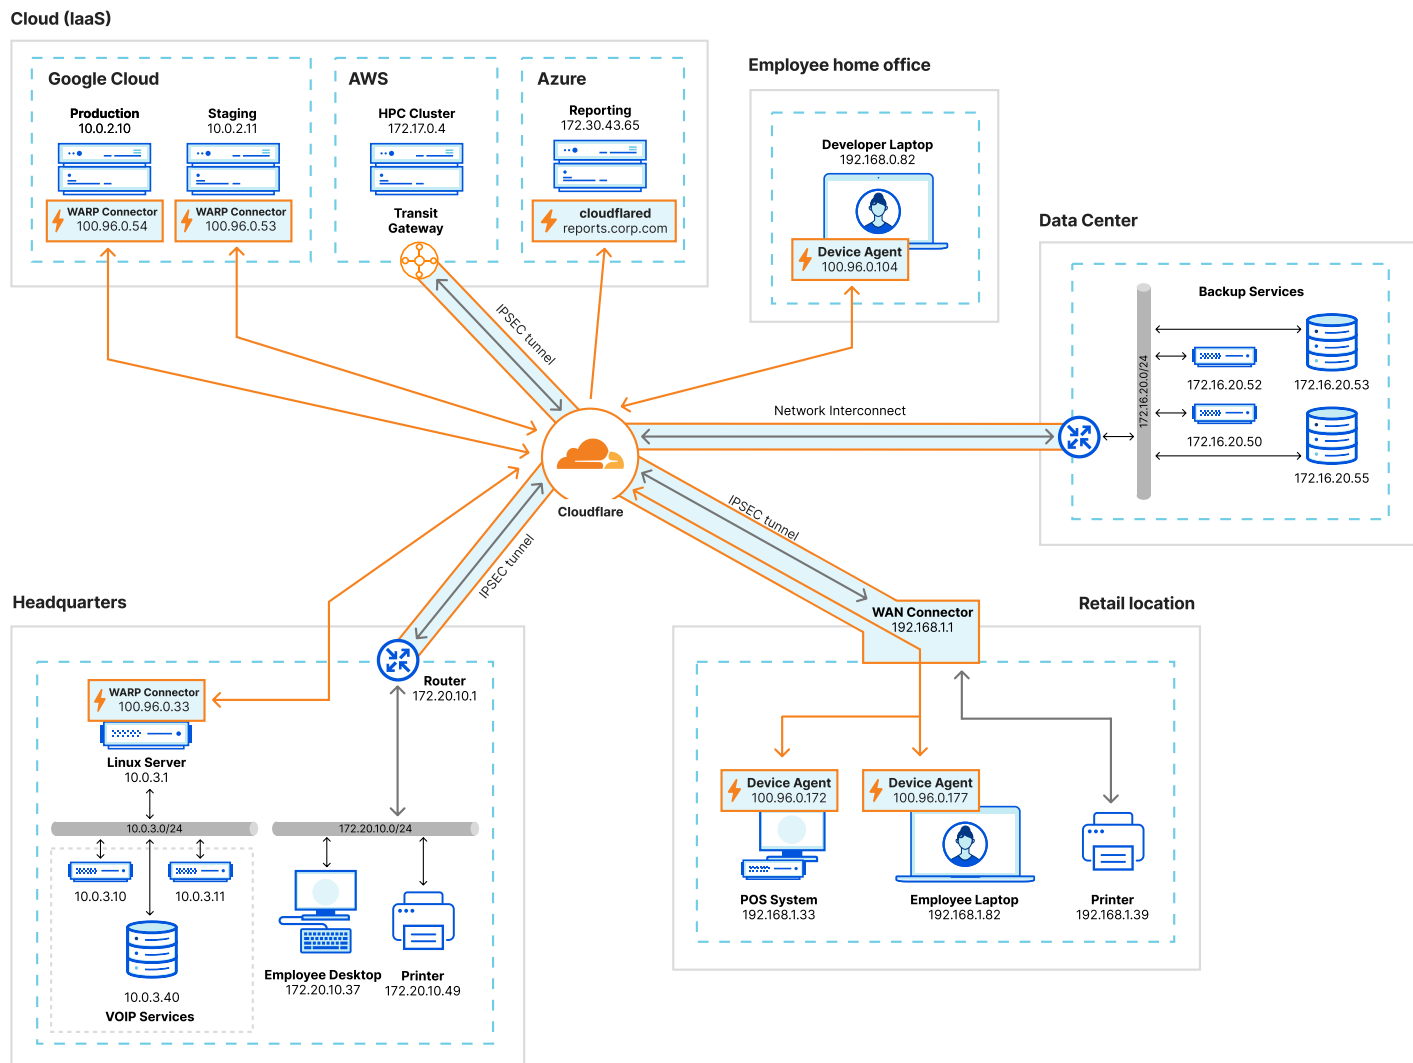 Cloud (IaaS)
Google Cloud
Production
10.0.2.10
WARP Connector
100.96.0.54
Staging
10.0.2.11
WARP Connector
100.96.0.53
AWS
HPC Cluster
172.17.0.4
Transit
Gateway
Azure
Reporting
172.30.43.65
cloudflared
reports.corp.com
Employee home office
Developer Laptop
192.168.0.82
Device Agent
100.96.0.104
Data Center
Backup Services
172.16.20.0/24
172.16.20.52
172.16.20.53
172.16.20.50
172.16.20.55
IPSEC tunnel
Network Interconnect
Cloudflare
IPSEC tunnel
IPSEC tunnel
Headquarters
WARP Connector
100.96.0.33
Linux Server
10.0.3.1
10.0.3.0/24
10.0.3.10
10.0.3.11
10.0.3.40
VOIP Services
Router
172.20.10.1
172.20.10.0/24
Employee Desktop
172.20.10.37
Printer
172.20.10.49
Retail location
WAN Connector
192.168.1.1
Device Agent
100.96.0.172
POS System
192.168.1.33
Device Agent
100.96.0.177
Employee Laptop
192.168.1.82
Printer
192.168.1.39